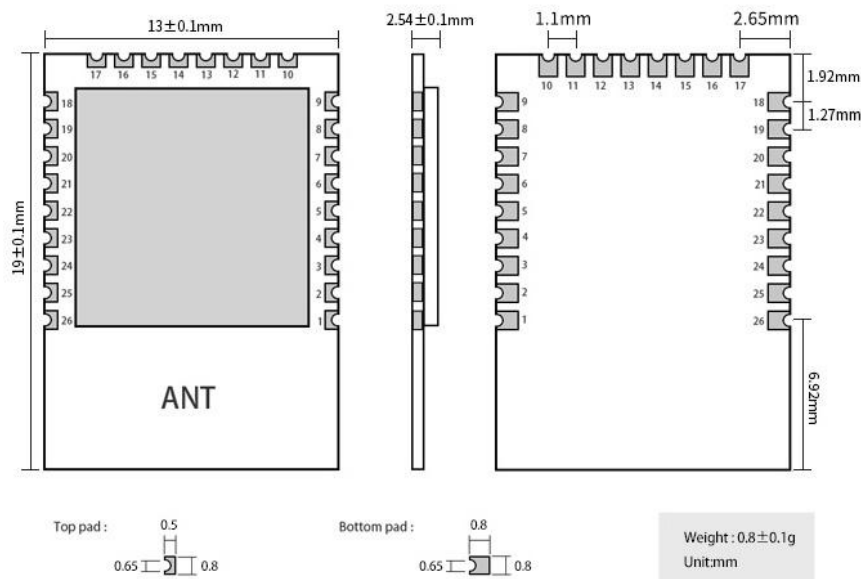 13±0.1mm
2.54±0.1mm
1.1mm
2.65mm
17 16 15 14 13 12 11 10
10 11 12 13 14 15 16 17
1.92mm
1.27mm
18 9
19 8
20 7
21 6
22 5
23 4
24 3
25 2
26 1
19±0.1mm
9 18
8 19
7 20
6 21
5 22
4 23
3 24
2 25
1 26
6.92mm
ANT
Top pad :
0.5
0.65
0.8
Bottom pad :
0.8
0.65
0.8
Weight : 0.8±0.1g
Unit:mm